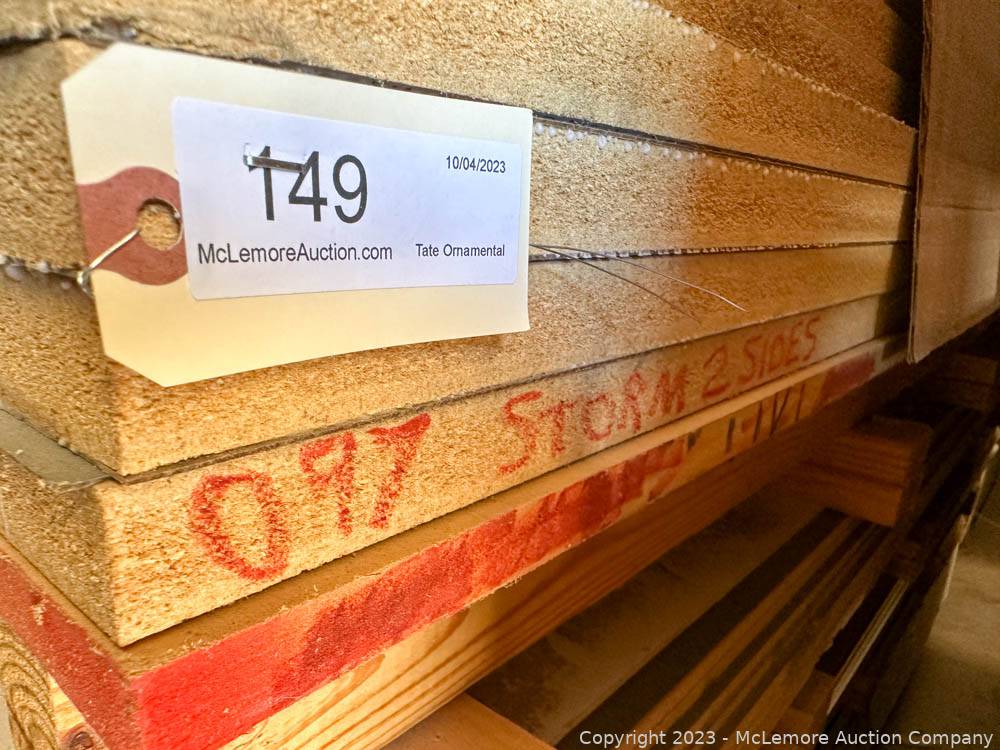 149
10/04/2023
McLemoreAuction.com Tate Ornamental
097 STORM 2 SIDES
Copyright 2023 - McLemore Auction Company